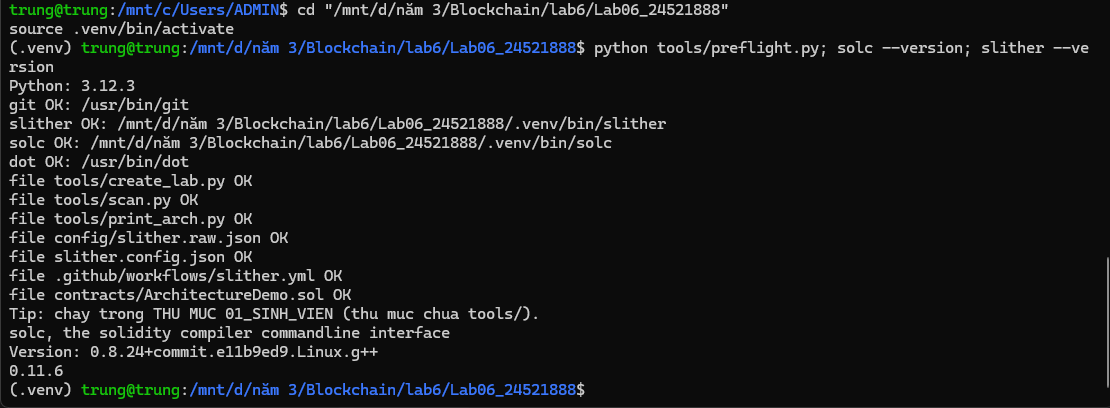 trung@trung:/mnt/c/Users/ADMIN$ cd "/mnt/d/năm 3/Blockchain/lab6/Lab06_24521888"
source .venv/bin/activate
(.venv) trung@trung:/mnt/d/năm 3/Blockchain/lab6/Lab06_24521888$ python tools/preflight.py; solc --version; slither --ve
rsion
Python: 3.12.3
git OK: /usr/bin/git
slither OK: /mnt/d/năm 3/Blockchain/lab6/Lab06_24521888/.venv/bin/slither
solc OK: /mnt/d/năm 3/Blockchain/lab6/Lab06_24521888/.venv/bin/solc
dot OK: /usr/bin/dot
file tools/create_lab.py OK
file tools/scan.py OK
file tools/print_arch.py OK
file config/slither.raw.json OK
file slither.config.json OK
file .github/workflows/slither.yml OK
file contracts/ArchitectureDemo.sol OK
Tip: chay trong THU MUC 01_SINH_VIEN (thu muc chua tools/).
solc, the solidity compiler commandline interface
Version: 0.8.24+commit.e11b9ed9.Linux.g++
0.11.6
(.venv) trung@trung:/mnt/d/năm 3/Blockchain/lab6/Lab06_24521888$